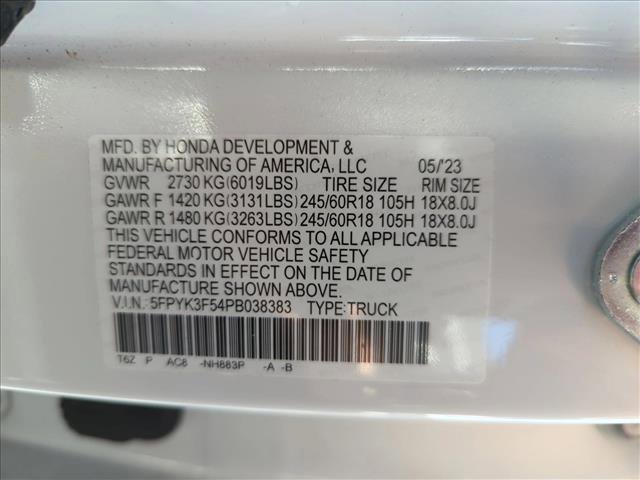 MFD. BY HONDA DEVELOPMENT &
MANUFACTURING OF AMERICA, LLC 05/'23
GVWR 2730 KG(6019LBS) TIRE SIZE RIM SIZE
GAWR F 1420 KG(3131LBS) 245/60R18 105H 18X8.0J
GAWR R 1480 KG(3263LBS) 245/60R18 105H 18X8.0J
THIS VEHICLE CONFORMS TO ALL APPLICABLE
FEDERAL MOTOR VEHICLE SAFETY
STANDARDS IN EFFECT ON THE DATE OF
MANUFACTURE SHOWN ABOVE.
V.I.N.: 5FPYK3F54PB038383 TYPE:TRUCK
T6Z P AC8 -NH883P -A -B